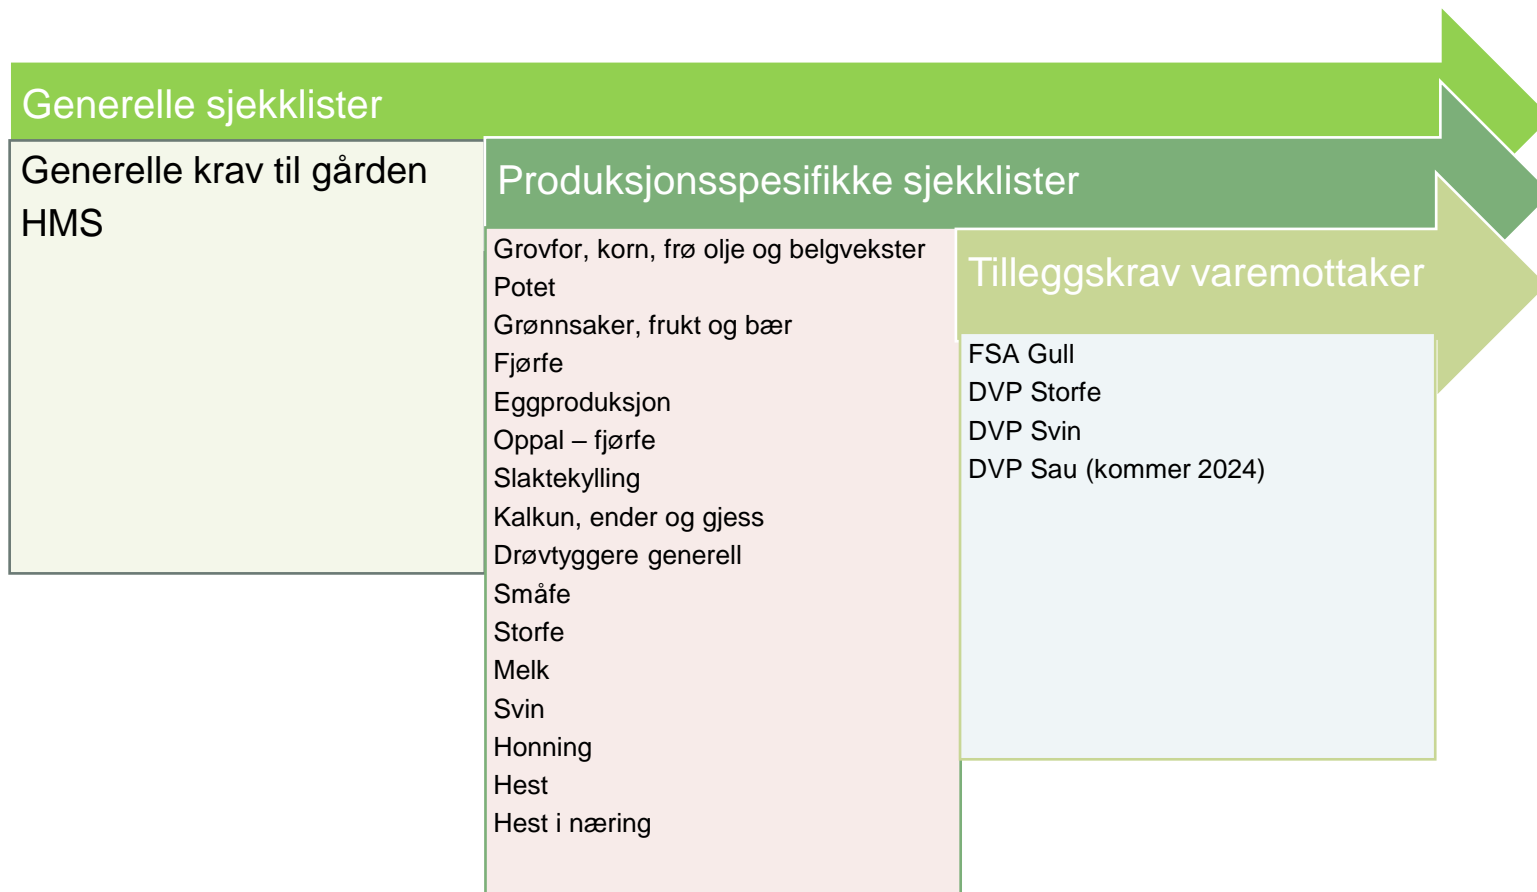 Generelle sjekklister
Generelle krav til gården
HMS
Produksjonsspesifikke sjekklister
Grovfor, korn, frø olje og belgvekster
Potet
Grønnsaker, frukt og bær
Fjørfe
Eggproduksjon
Oppal – fjørfe
Slaktekylling
Kalkun, ender og gjess
Drøvtyggere generell
Småfe
Storfe
Melk
Svin
Honning
Hest
Hest i næring
Tilleggskrav varemottaker
FSA Gull
DVP Storfe
DVP Svin
DVP Sau (kommer 2024)